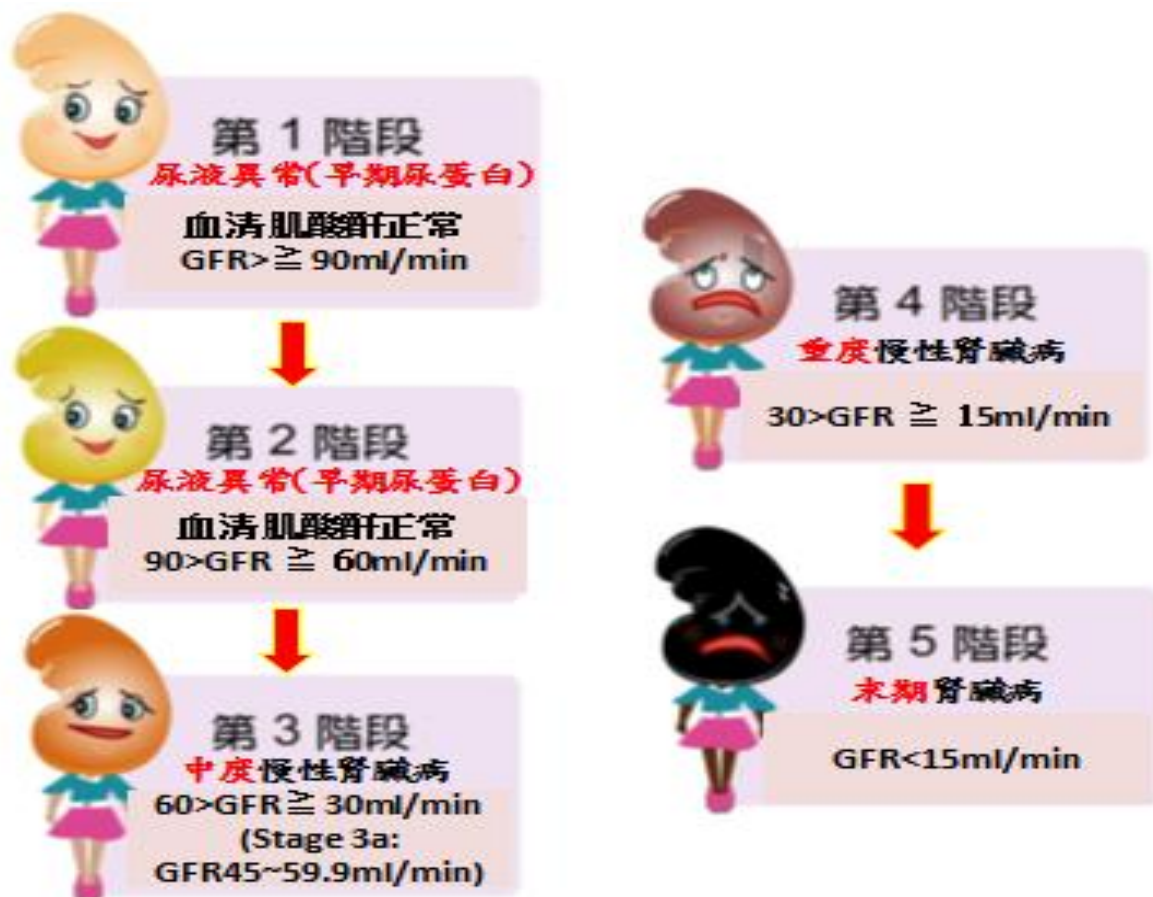 第 1 階段
尿液異常(早期尿蛋白)
血清肌酸酐正常
GFR>≧ 90ml/min
第 2 階段
尿液異常(早期尿蛋白)
血清肌酸酐正常
90>GFR ≧ 60ml/min
第 3 階段
中度慢性腎臟病
60>GFR≧ 30ml/min
(Stage 3a:
GFR45~59.9ml/min)
第 4 階段
重度慢性腎臟病
30>GFR ≧ 15ml/min
第 5 階段
末期腎臟病
GFR<15ml/min